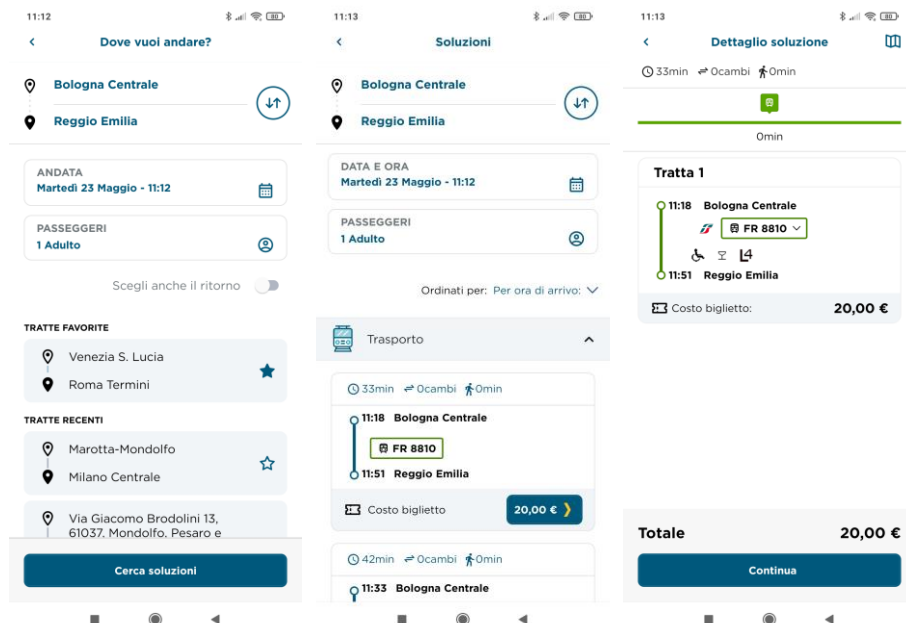 11:12
80
Dove vuoi andare?
Bologna Centrale
Reggio Emilia
ANDATA
Martedì 23 Maggio - 11:12
PASSEGGERI
1 Adulto
Scegli anche il ritorno
TRATTE FAVORITE
Venezia S. Lucia
Roma Termini
TRATTE RECENTI
Marotta-Mondolfo
Milano Centrale
Via Giacomo Brodolini 13,
61037, Mondolfo, Pesaro e
Cerca soluzioni
11:13
80
Soluzioni
Bologna Centrale
Reggio Emilia
DATA E ORA
Martedì 23 Maggio - 11:12
PASSEGGERI
1 Adulto
Ordinati per: Per ora di arrivo:
Trasporto
33min 0cambi 0min
11:18 Bologna Centrale
FR 8810
11:51 Reggio Emilia
Costo biglietto 20,00 €
42min 0cambi 0min
11:33 Bologna Centrale
11:13
80
Dettaglio soluzione
33min 0cambi 0min
0min
Tratta 1
11:18 Bologna Centrale
FR 8810
L4
11:51 Reggio Emilia
Costo biglietto: 20,00 €
Totale 20,00 €
Continua